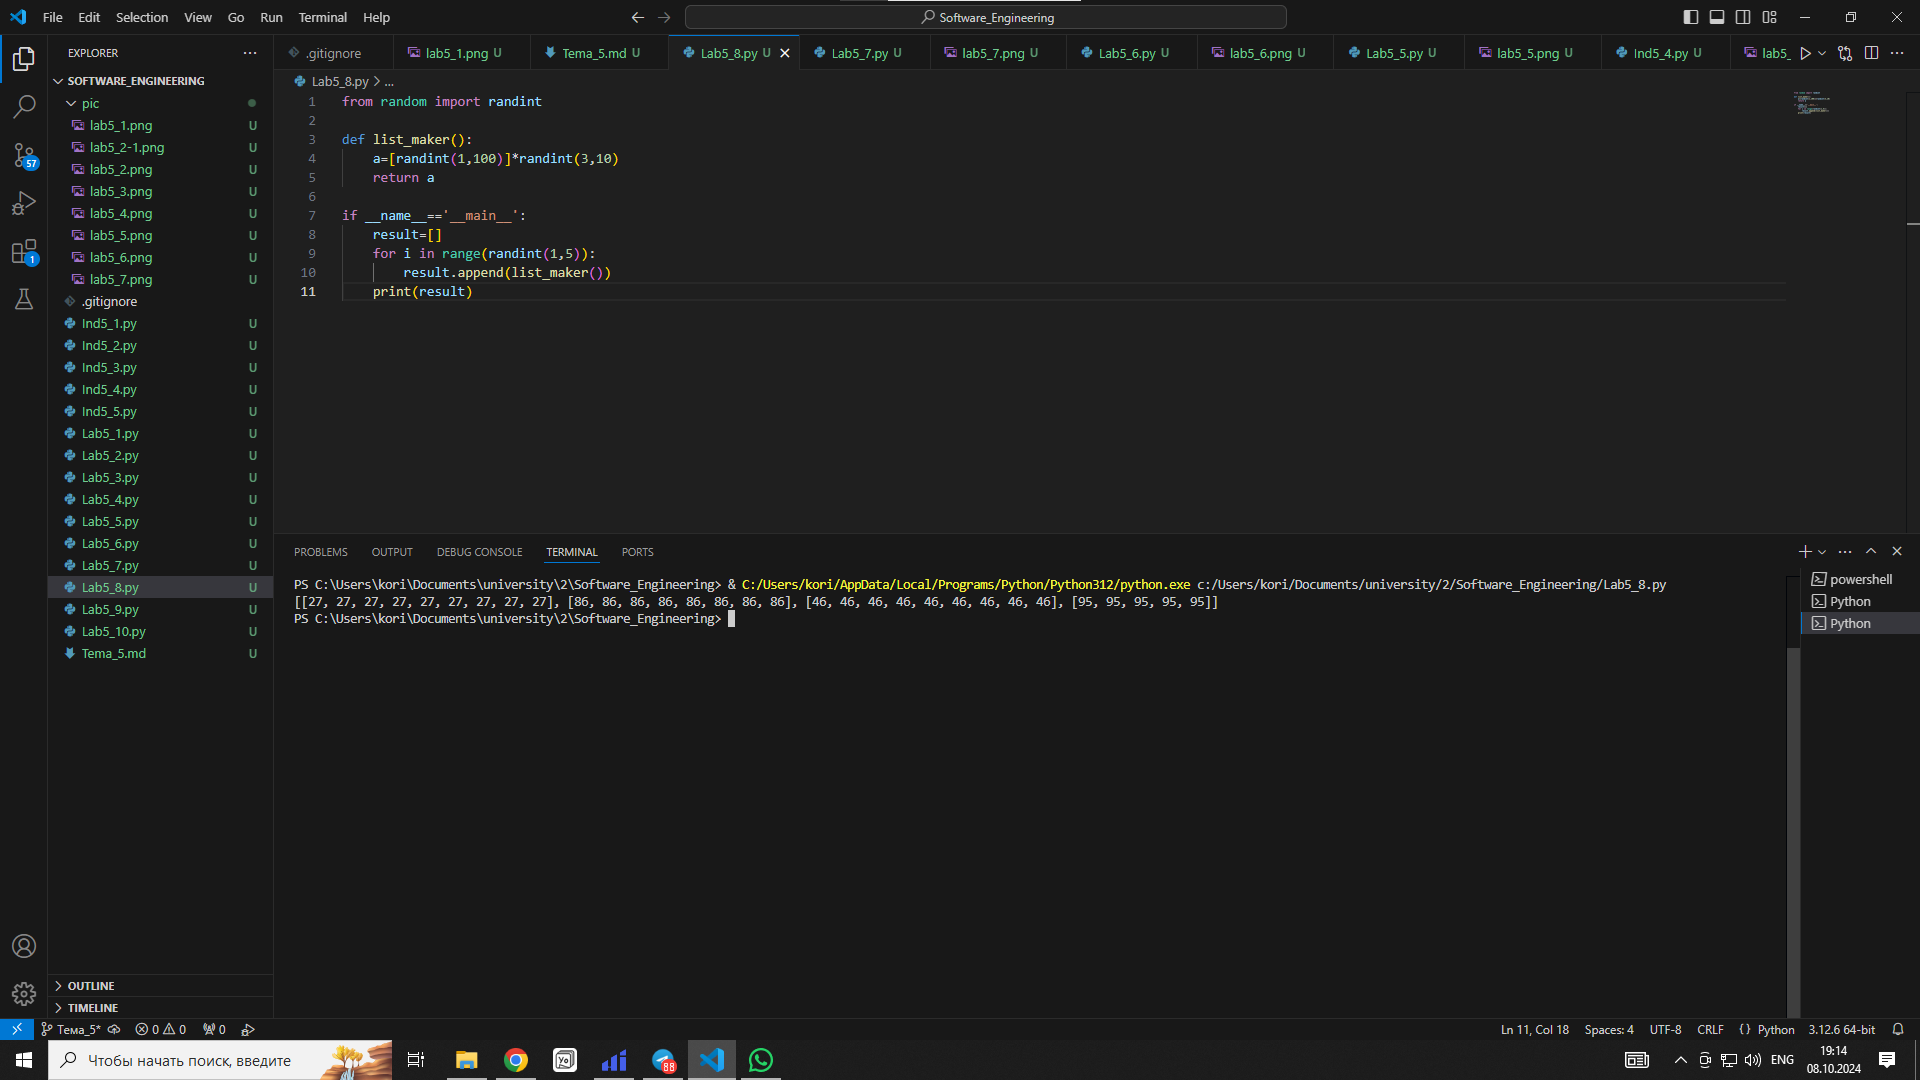 File Edit Selection View Go Run Terminal Help
Software_Engineering
EXPLORER
.gitignore
lab5_1.png U
Tema_5.md U
Lab5_8.py U
Lab5_7.py U
lab5_7.png U
Lab5_6.py U
lab5_6.png U
Lab5_5.py U
lab5_5.png U
Ind5_4.py U
lab5_
SOFTWARE_ENGINEERING
pic
lab5_1.png U
lab5_2-1.png U
lab5_2.png U
lab5_3.png U
lab5_4.png U
lab5_5.png U
lab5_6.png U
lab5_7.png U
.gitignore
Ind5_1.py U
Ind5_2.py U
Ind5_3.py U
Ind5_4.py U
Ind5_5.py U
Lab5_1.py U
Lab5_2.py U
Lab5_3.py U
Lab5_4.py U
Lab5_5.py U
Lab5_6.py U
Lab5_7.py U
Lab5_8.py U
Lab5_9.py U
Lab5_10.py U
Tema_5.md U
57
1
OUTLINE
TIMELINE
Lab5_8.py > ...
1 from random import randint
2
3 def list_maker():
4 a=[randint(1,100)]*randint(3,10)
5 return a
6
7 if __name__=='__main__':
8 result=[]
9 for i in range(randint(1,5)):
10 result.append(list_maker())
11 print(result)
PROBLEMS OUTPUT DEBUG CONSOLE TERMINAL PORTS
PS C:\Users\kori\Documents\university\2\Software_Engineering> & C:/Users/kori/AppData/Local/Programs/Python/Python312/python.exe c:/Users/kori/Documents/university/2/Software_Engineering/Lab5_8.py
[[27, 27, 27, 27, 27, 27, 27, 27, 27], [86, 86, 86, 86, 86, 86, 86, 86], [46, 46, 46, 46, 46, 46, 46, 46, 46], [95, 95, 95, 95, 95]]
PS C:\Users\kori\Documents\university\2\Software_Engineering>
powershell
Python
Python
Тема_5* 0 0 0
Ln 11, Col 18 Spaces: 4 UTF-8 CRLF {} Python 3.12.6 64-bit
Чтобы начать поиск, введите
Yo
88
ENG
19:14
08.10.2024